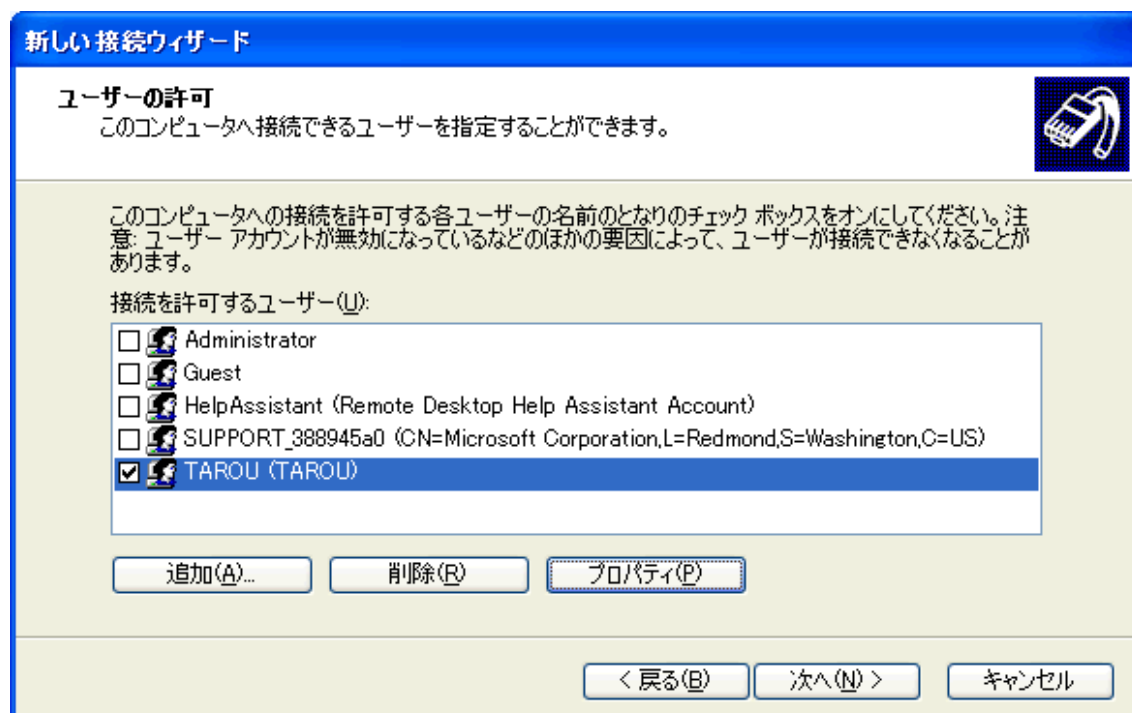 新しい接続ウィザード
ユーザーの許可
このコンピュータへ接続できるユーザーを指定することができます。
このコンピュータへの接続を許可する各ユーザーの名前のとなりのチェック ボックスをオンにしてください。注
意: ユーザー アカウントが無効になっているなどのほかの要因によって、ユーザーが接続できなくなることが
あります。
接続を許可するユーザー(U):
Administrator
Guest
HelpAssistant (Remote Desktop Help Assistant Account)
SUPPORT_388945a0 (CN=Microsoft Corporation,L=Redmond,S=Washington,C=US)
TAROU (TAROU)
追加(A)... 削除(R) プロパティ(P)
< 戻る(B) 次へ(N) > キャンセル